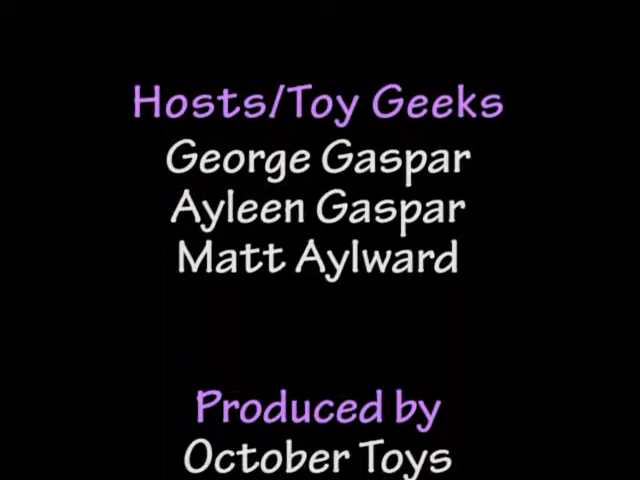 Hosts/Toy Geeks
George Gaspar
Ayleen Gaspar
Matt Aylward
Produced by
October Toys